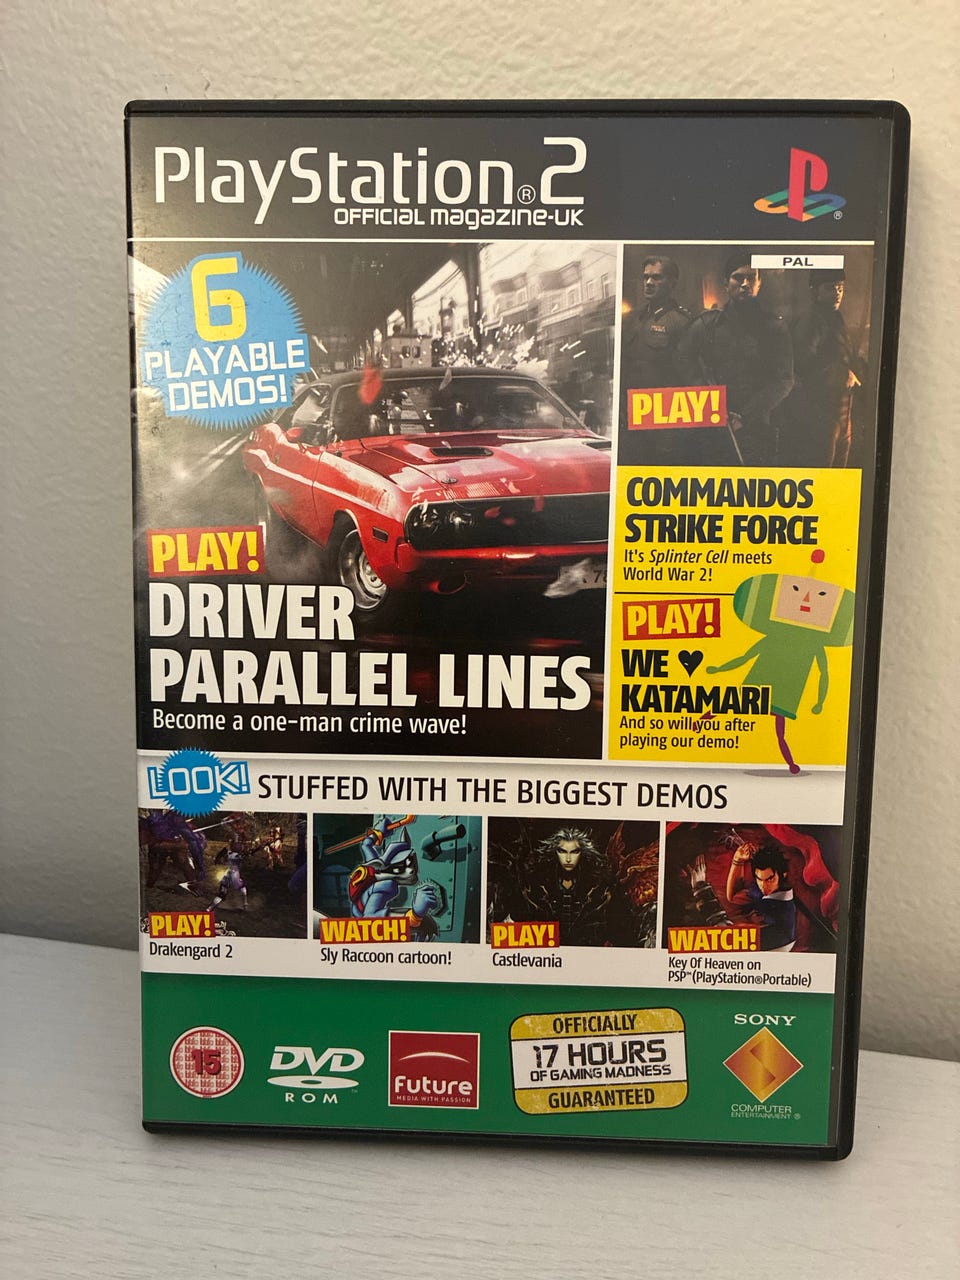 PlayStation®2
OFFICIAL magazine-UK
®
PAL
6
PLAYABLE
DEMOS!
PLAY!
DRIVER
PARALLEL LINES
Become a one-man crime wave!
PLAY!
COMMANDOS
STRIKE FORCE
It's Splinter Cell meets
World War 2!
PLAY!
WE ♥
KATAMARI
And so will you after
playing our demo!
LOOK! STUFFED WITH THE BIGGEST DEMOS
PLAY!
Drakengard 2
WATCH!
Sly Raccoon cartoon!
PLAY!
Castlevania
WATCH!
Key Of Heaven on
PSP™(PlayStation®Portable)
15
DVD
ROM
™
Future
MEDIA WITH PASSION
OFFICIALLY
17 HOURS
OF GAMING MADNESS
GUARANTEED
SONY
COMPUTER
ENTERTAINMENT ®